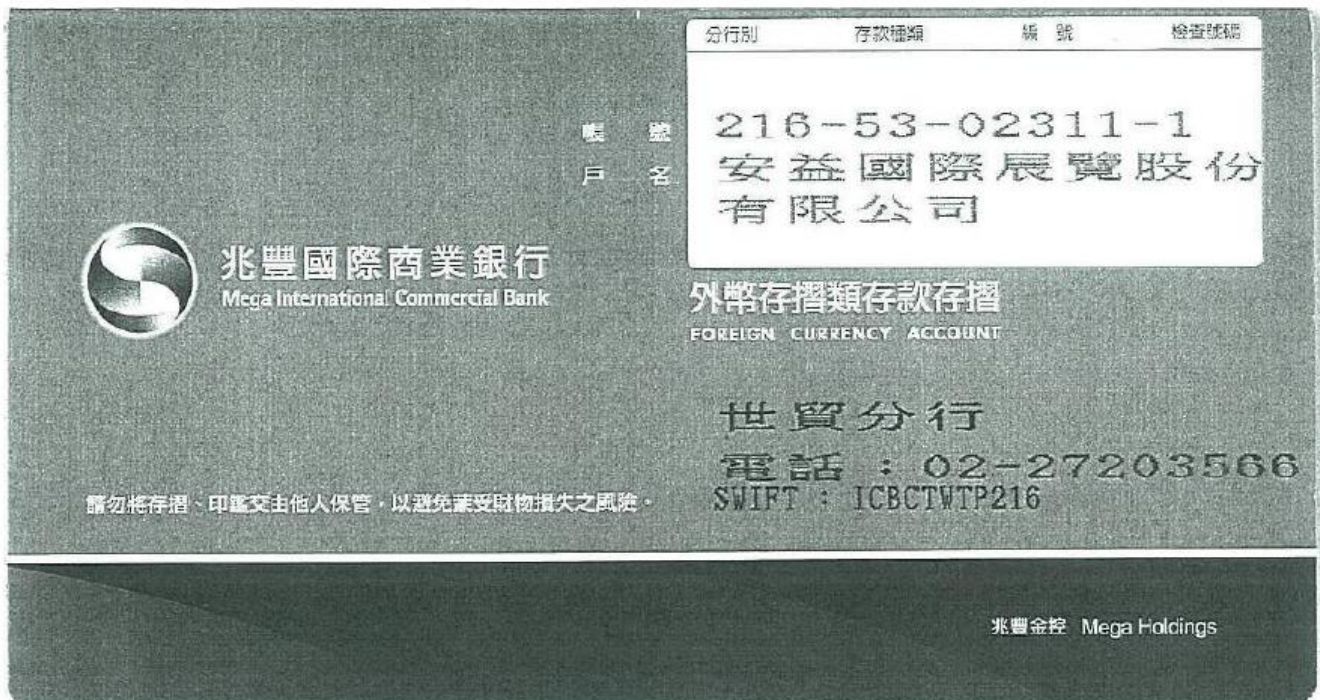 分行別 存款種類 編號 檢查號碼
帳號 216-53-02311-1
戶名 安益國際展覽股份
有限公司
兆豐國際商業銀行
Mega International Commercial Bank
外幣存摺類存款存摺
FOREIGN CURRENCY ACCOUNT
世貿分行
電話：02-27203566
SWIFT : ICBCTWTP216
請勿將存摺、印鑑交由他人保管，以避免蒙受財物損失之風險。
兆豐金控 Mega Holdings